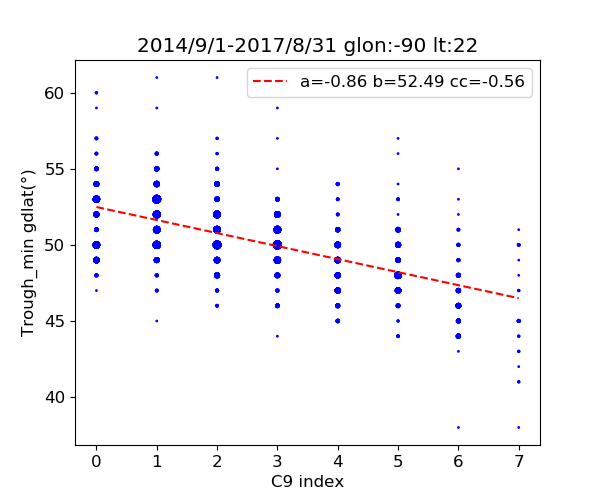 2014/9/1-2017/8/31 glon:-90 lt:22
a=-0.86 b=52.49 cc=-0.56
Trough_min gdlat(°)
60
55
50
45
40
0 1 2 3 4 5 6 7
C9 index